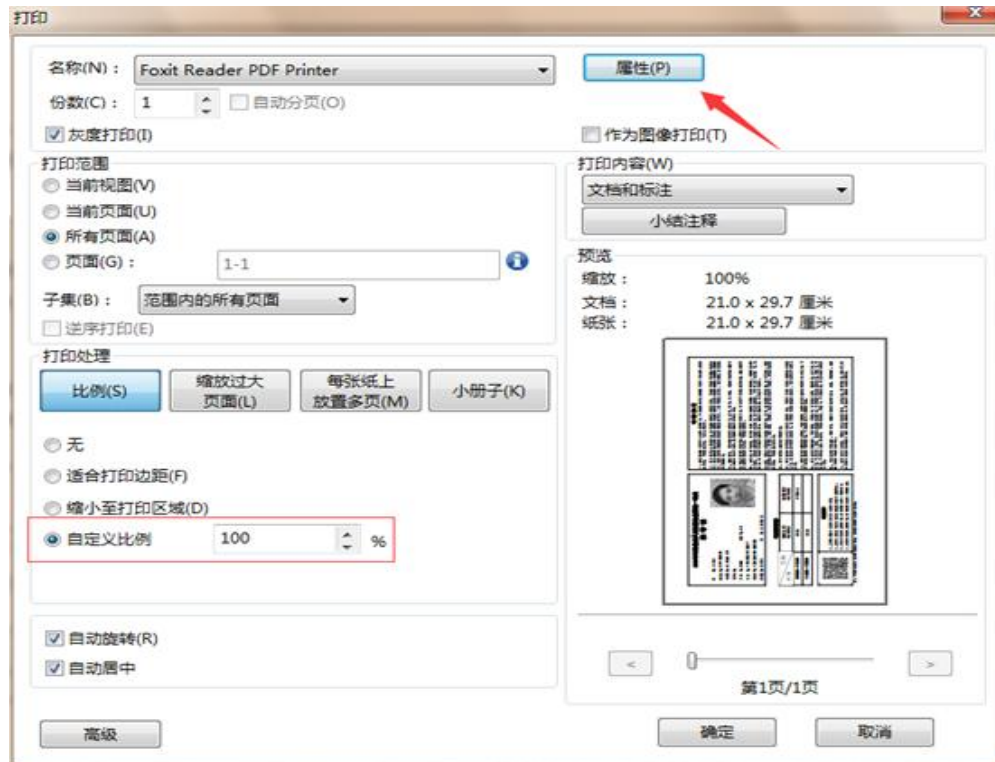 打印
名称(N)： Foxit Reader PDF Printer 属性(P)
份数(C)： 1 自动分页(O)
灰度打印(I) 作为图像打印(T)
打印范围
当前视图(V)
当前页面(U)
所有页面(A)
页面(G)： 1-1
子集(B)： 范围内的所有页面
逆序打印(E)
打印内容(W)
文档和标注
小结注释
预览
缩放： 100%
文档： 21.0 x 29.7 厘米
纸张： 21.0 x 29.7 厘米
打印处理
比例(S)
缩放过大
页面(L)
每张纸上
放置多页(M)
小册子(K)
无
适合打印边距(F)
缩小至打印区域(D)
自定义比例 100 %
自动旋转(R)
自动居中
< >
第1页/1页
高级 确定 取消